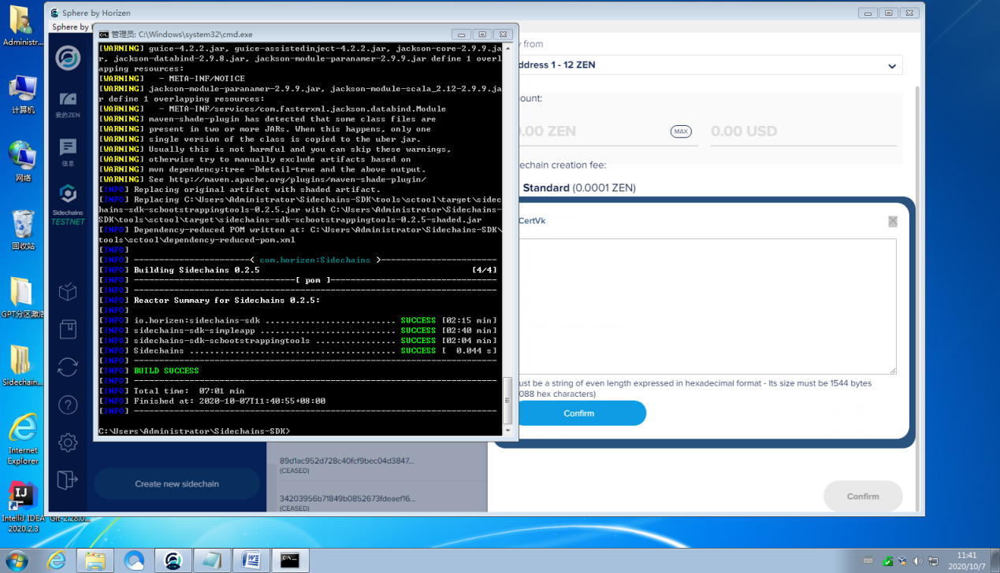 Administr...
计算机
网络
回收站
GPT分区激活
Sidechain...
Internet
Explorer
IntelliJ IDEA
2020.2.3
Git-2.28.0...
Sphere by Horizen
Sphere by
我的ZEN
信息
Sidechains
TESTNET
管理员: C:\Windows\system32\cmd.exe
[WARNING] guice-4.2.2.jar, guice-assistedinject-4.2.2.jar, jackson-core-2.9.9.ja
r, jackson-databind-2.9.8.jar, jackson-module-paranamer-2.9.9.jar define 1 overl
apping resources:
[WARNING]   - META-INF/NOTICE
[WARNING] jackson-module-paranamer-2.9.9.jar, jackson-module-scala_2.12-2.9.9.ja
r define 1 overlapping resources:
[WARNING]   - META-INF/services/com.fasterxml.jackson.databind.Module
[WARNING] maven-shade-plugin has detected that some class files are
[WARNING] present in two or more JARs. When this happens, only one
[WARNING] single version of the class is copied to the uber jar.
[WARNING] Usually this is not harmful and you can skip these warnings,
[WARNING] otherwise try to manually exclude artifacts based on
[WARNING] mvn dependency:tree -Ddetail=true and the above output.
[WARNING] See http://maven.apache.org/plugins/maven-shade-plugin/
[INFO] Replacing original artifact with shaded artifact.
[INFO] Replacing C:\Users\Administrator\Sidechains-SDK\tools\sctool\target\sidec
hains-sdk-scbootstrappingtools-0.2.5.jar with C:\Users\Administrator\Sidechains-
SDK\tools\sctool\target\sidechains-sdk-scbootstrappingtools-0.2.5-shaded.jar
[INFO] Dependency-reduced POM written at: C:\Users\Administrator\Sidechains-SDK\
tools\sctool\dependency-reduced-pom.xml
[INFO]
[INFO] -----------------------< com.horizen:Sidechains >-----------------------
[INFO] Building Sidechains 0.2.5                                          [4/4]
[INFO] --------------------------------[ pom ]---------------------------------
[INFO] ------------------------------------------------------------------------
[INFO] Reactor Summary for Sidechains 0.2.5:
[INFO]
[INFO] io.horizen:sidechains-sdk .......................... SUCCESS [02:15 min]
[INFO] sidechains-sdk-simpleapp ........................... SUCCESS [02:40 min]
[INFO] sidechains-sdk-scbootstrappingtools ................ SUCCESS [02:04 min]
[INFO] Sidechains ......................................... SUCCESS [  0.044 s]
[INFO] ------------------------------------------------------------------------
[INFO] BUILD SUCCESS
[INFO] ------------------------------------------------------------------------
[INFO] Total time:  07:01 min
[INFO] Finished at: 2020-10-07T11:40:55+08:00
[INFO] ------------------------------------------------------------------------
C:\Users\Administrator\Sidechains-SDK>
y from
ddress 1 - 12 ZEN
ount:
.00 ZEN
MAX
0.00 USD
echain creation fee:
Standard (0.0001 ZEN)
CertVk
ust be a string of even length expressed in hexadecimal format - Its size must be 1544 bytes
088 hex characters)
Confirm
Create new sidechain
89d1ac952d728c40fcf9bec04d3847...
(CEASED)
34203956b71849b0852673fdeaef16...
(CEASED)
Confirm
11:41
2020/10/7